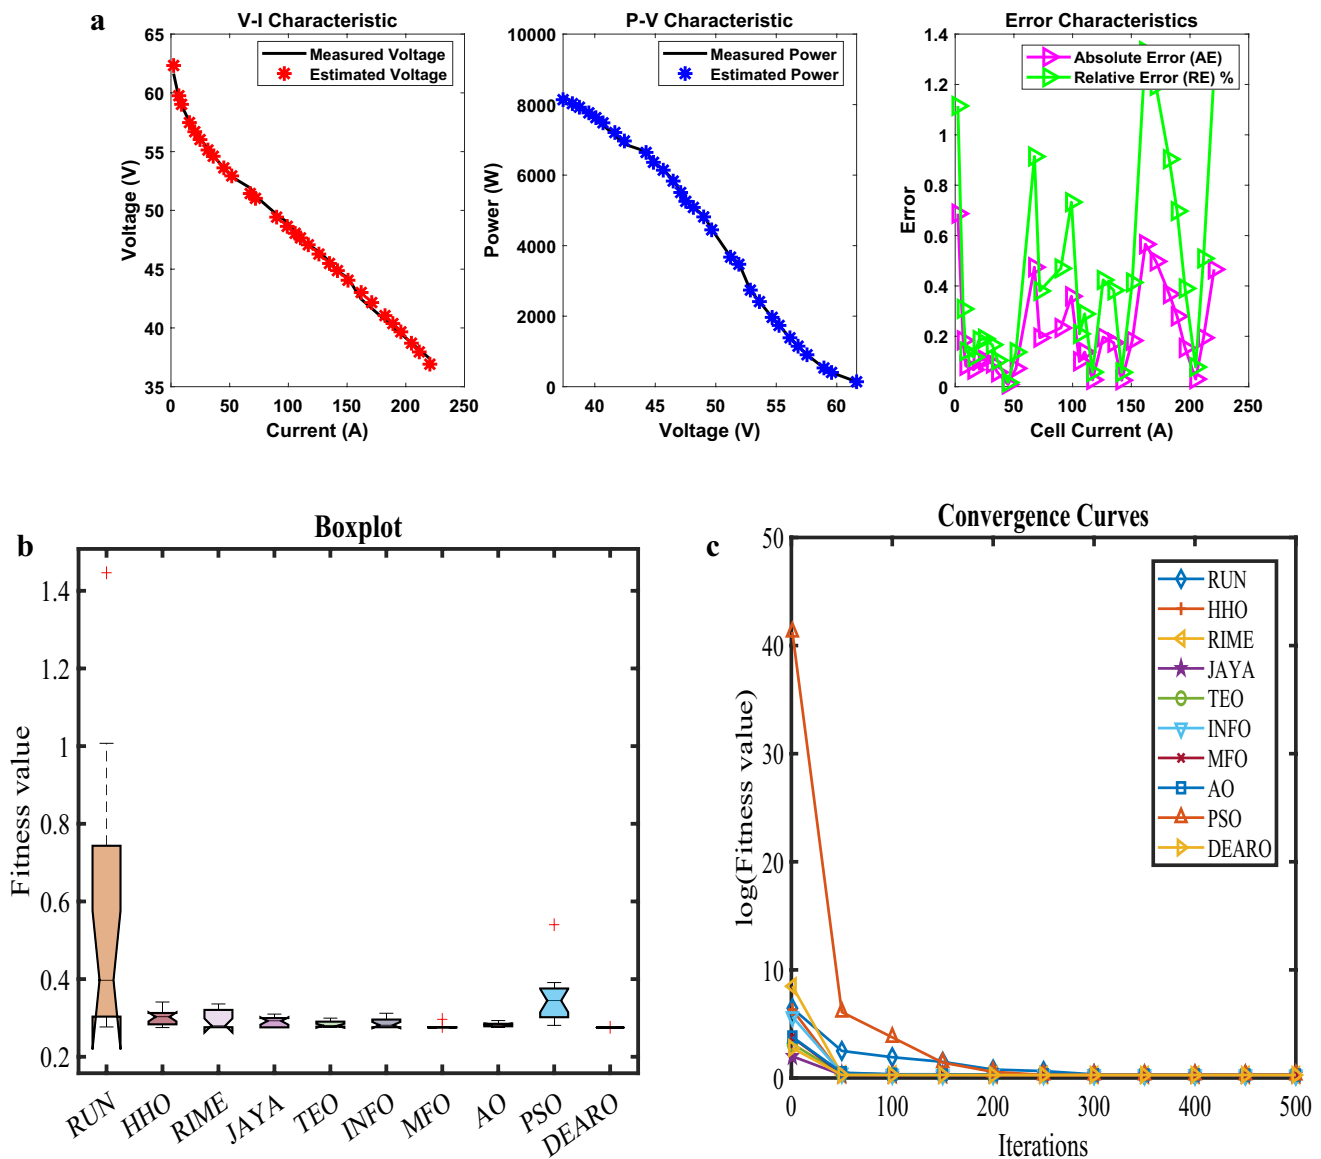 a
V-I Characteristic
65
60
55
50
45
40
35
Voltage (V)
Measured Voltage
Estimated Voltage
0 50 100 150 200 250
Current (A)
P-V Characteristic
10000
8000
6000
4000
2000
0
Power (W)
Measured Power
Estimated Power
40 45 50 55 60
Voltage (V)
Error Characteristics
1.4
1.2
1
0.8
0.6
0.4
0.2
0
Error
Absolute Error (AE)
Relative Error (RE) %
0 50 100 150 200 250
Cell Current (A)
b
Boxplot
1.4
1.2
1
0.8
0.6
0.4
0.2
Fitness value
RUN HHO RIME JAYA TEO INFO MFO AO PSO DEARO
c
Convergence Curves
50
40
30
20
10
0
log(Fitness value)
RUN
HHO
RIME
JAYA
TEO
INFO
MFO
AO
PSO
DEARO
0 100 200 300 400 500
Iterations